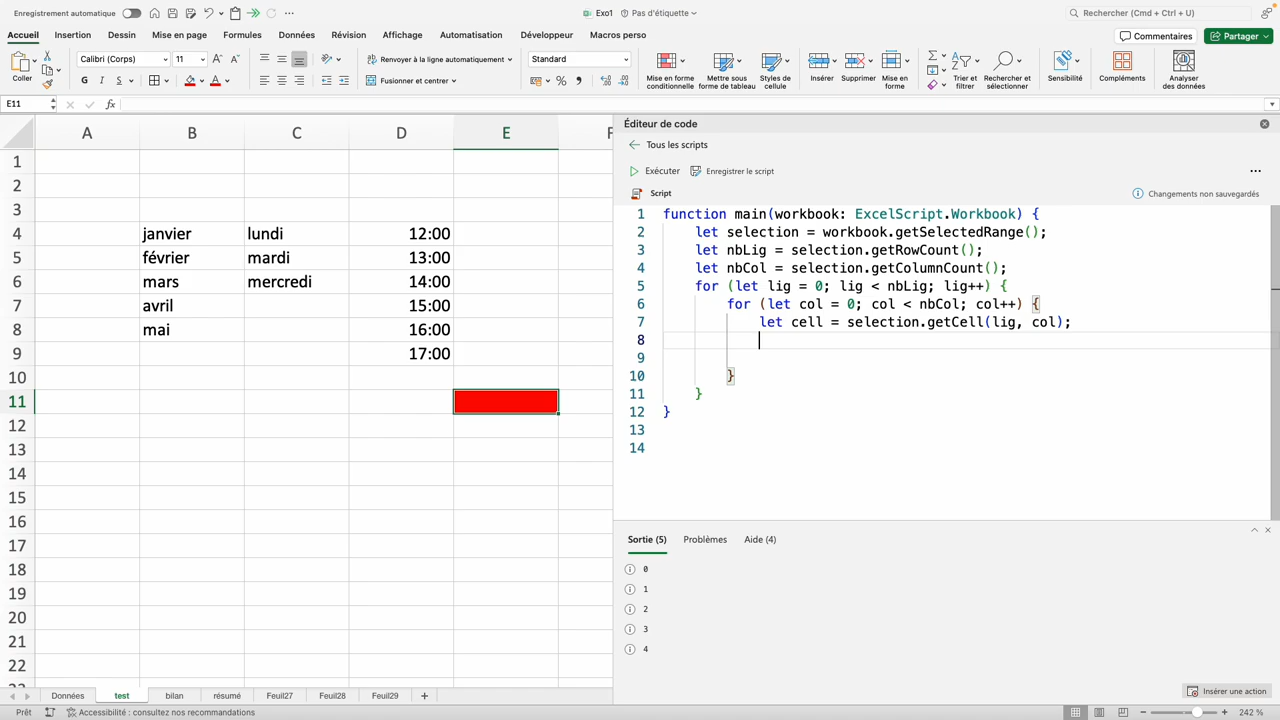 Enregistrement automatique
Exo1
Pas d'étiquette
Rechercher (Cmd + Ctrl + U)
Accueil Insertion Dessin Mise en page Formules Données Révision Affichage Automatisation Développeur Macros perso
Commentaires
Partager
Coller
Calibri (Corps) 11
G I S
Renvoyer à la ligne automatiquement
Fusionner et centrer
Standard
Mise en forme conditionnelle
Mettre sous forme de tableau
Styles de cellule
Insérer
Supprimer
Mise en forme
Trier et filtrer
Rechercher et sélectionner
Sensibilité
Compléments
Analyser des données
E11
fx
A B C D E F
1
2
3
4 janvier lundi 12:00
5 février mardi 13:00
6 mars mercredi 14:00
7 avril 15:00
8 mai 16:00
9 17:00
10
11
12
13
14
15
16
17
18
19
20
21
22
Éditeur de code
Tous les scripts
Exécuter
Enregistrer le script
Script
Changements non sauvegardés
1 function main(workbook: ExcelScript.Workbook) {
2 let selection = workbook.getSelectedRange();
3 let nbLig = selection.getRowCount();
4 let nbCol = selection.getColumnCount();
5 for (let lig = 0; lig < nbLig; lig++) {
6 for (let col = 0; col < nbCol; col++) {
7 let cell = selection.getCell(lig, col);
8
9
10 }
11 }
12 }
13
14
Sortie (5) Problèmes Aide (4)
0
1
2
3
4
Insérer une action
Données test bilan résumé Feuil27 Feuil28 Feuil29
Prêt
Accessibilité : consultez nos recommandations
242 %